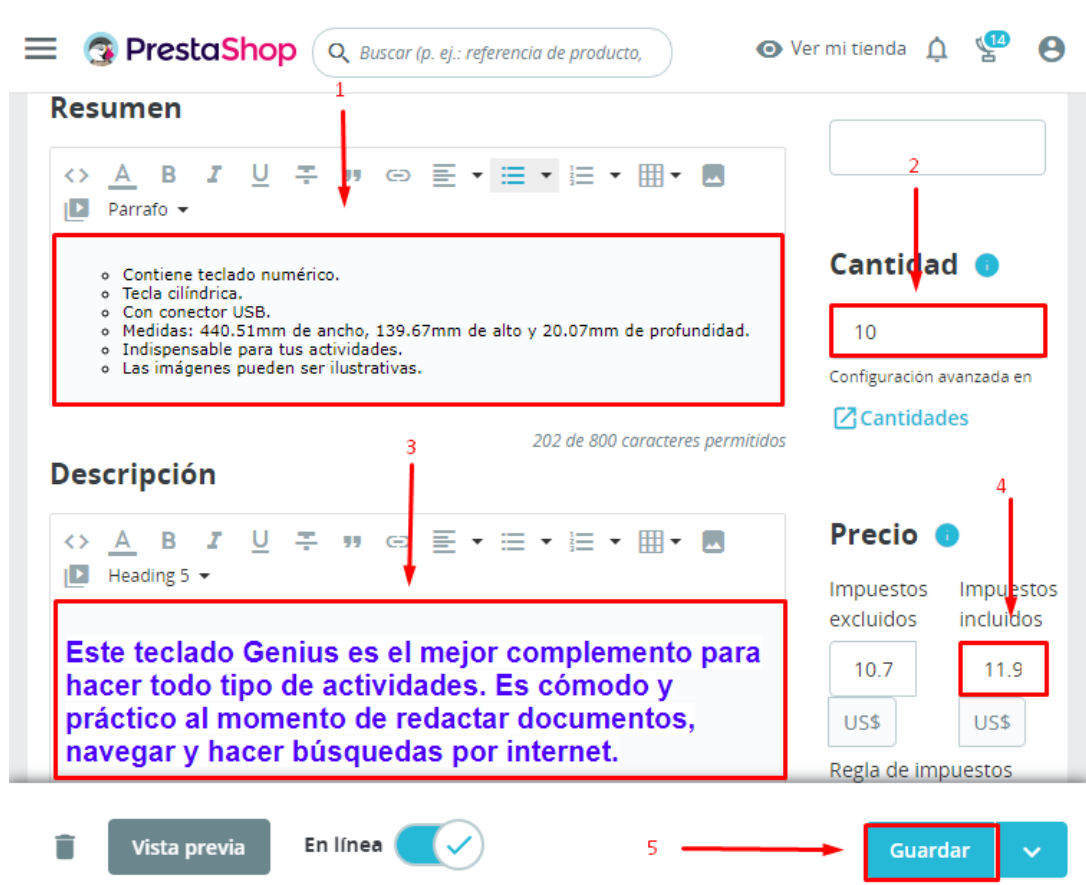 PrestaShop
Buscar (p. ej.: referencia de producto,
Ver mi tienda
14
1
Resumen
2
Parrafo
Contiene teclado numérico.
Tecla cilíndrica.
Con conector USB.
Medidas: 440.51mm de ancho, 139.67mm de alto y 20.07mm de profundidad.
Indispensable para tus actividades.
Las imágenes pueden ser ilustrativas.
202 de 800 caracteres permitidos
Cantidad
10
Configuración avanzada en
Cantidades
3
Descripción
Heading 5
Este teclado Genius es el mejor complemento para
hacer todo tipo de actividades. Es cómodo y
práctico al momento de redactar documentos,
navegar y hacer búsquedas por internet.
4
Precio
Impuestos excluidos
Impuestos incluidos
10.7
11.9
US$
US$
Regla de impuestos
Vista previa
En línea
5
Guardar